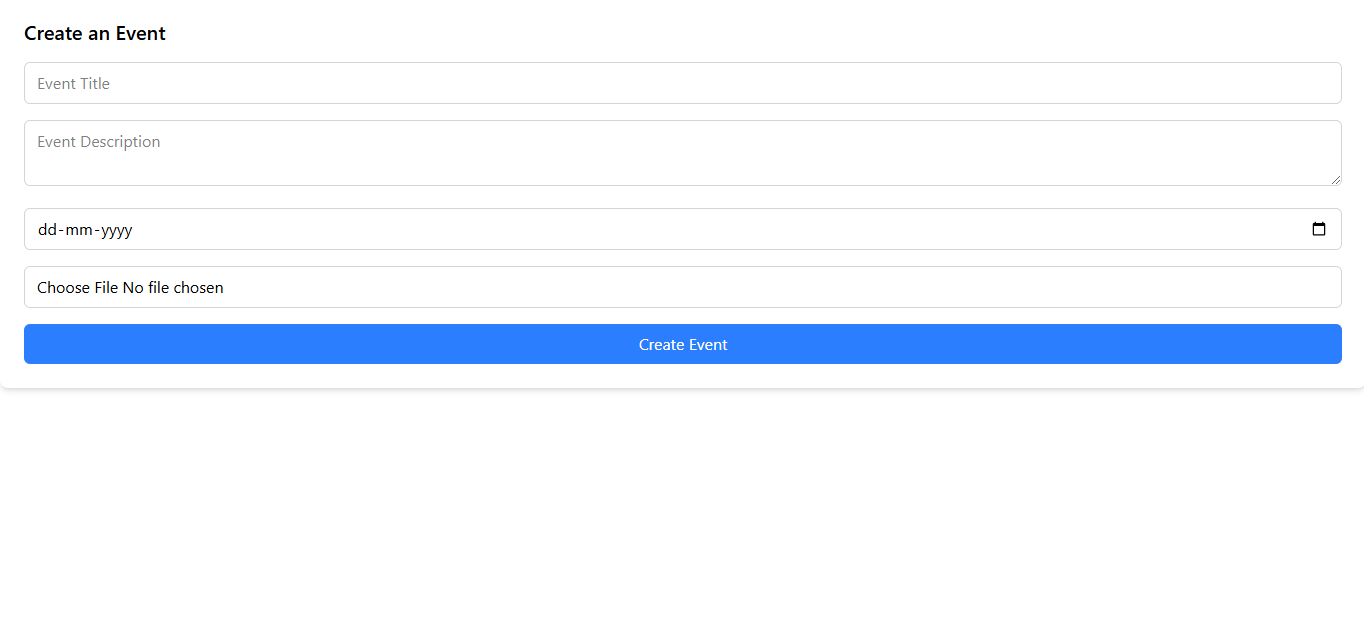 Create an Event
Event Title
Event Description
dd-mm-yyyy
Choose File No file chosen
Create Event